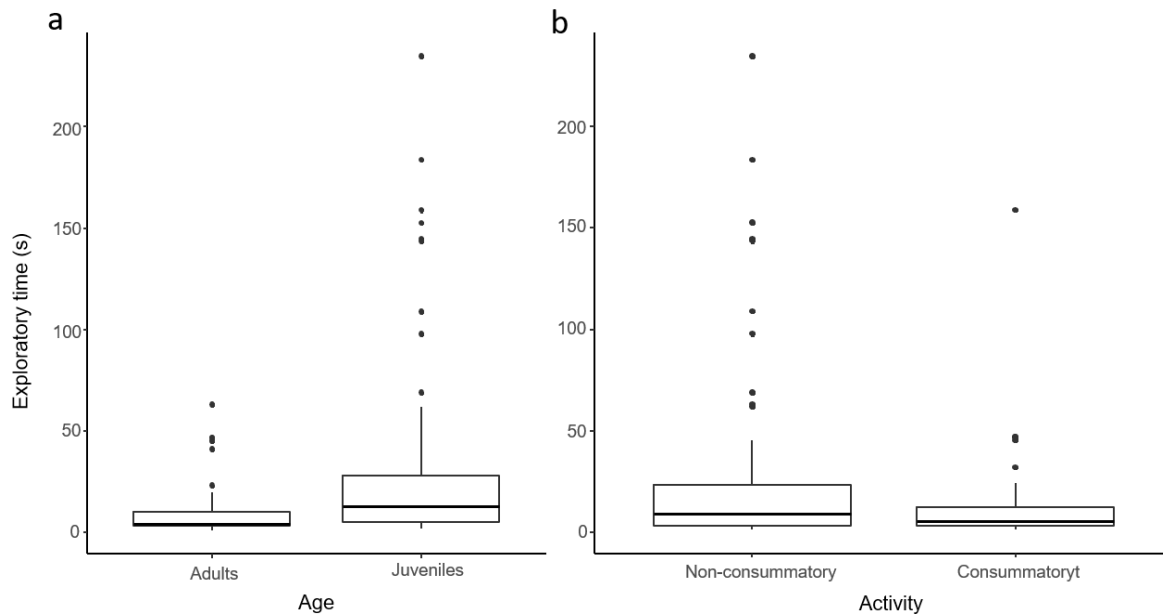 a
Exploratory time (s)
200
150
100
50
0
Adults
Juveniles
Age
b
200
150
100
50
0
Non-consummatory
Consummatoryt
Activity